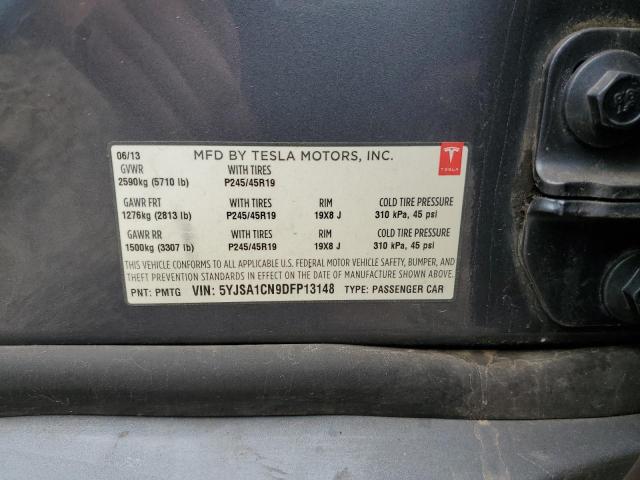 06/13 MFD BY TESLA MOTORS, INC.
GVWR WITH TIRES
2590kg (5710 lb) P245/45R19
TESLA
GAWR FRT WITH TIRES RIM COLD TIRE PRESSURE
1276kg (2813 lb) P245/45R19 19X8 J 310 kPa, 45 psi
GAWR RR WITH TIRES RIM COLD TIRE PRESSURE
1500kg (3307 lb) P245/45R19 19X8 J 310 kPa, 45 psi
THIS VEHICLE CONFORMS TO ALL APPLICABLE U.S. FEDERAL MOTOR VEHICLE SAFETY, BUMPER, AND
THEFT PREVENTION STANDARDS IN EFFECT ON THE DATE OF MANUFACTURE SHOWN ABOVE.
PNT: PMTG VIN: 5YJSA1CN9DFP13148 TYPE: PASSENGER CAR